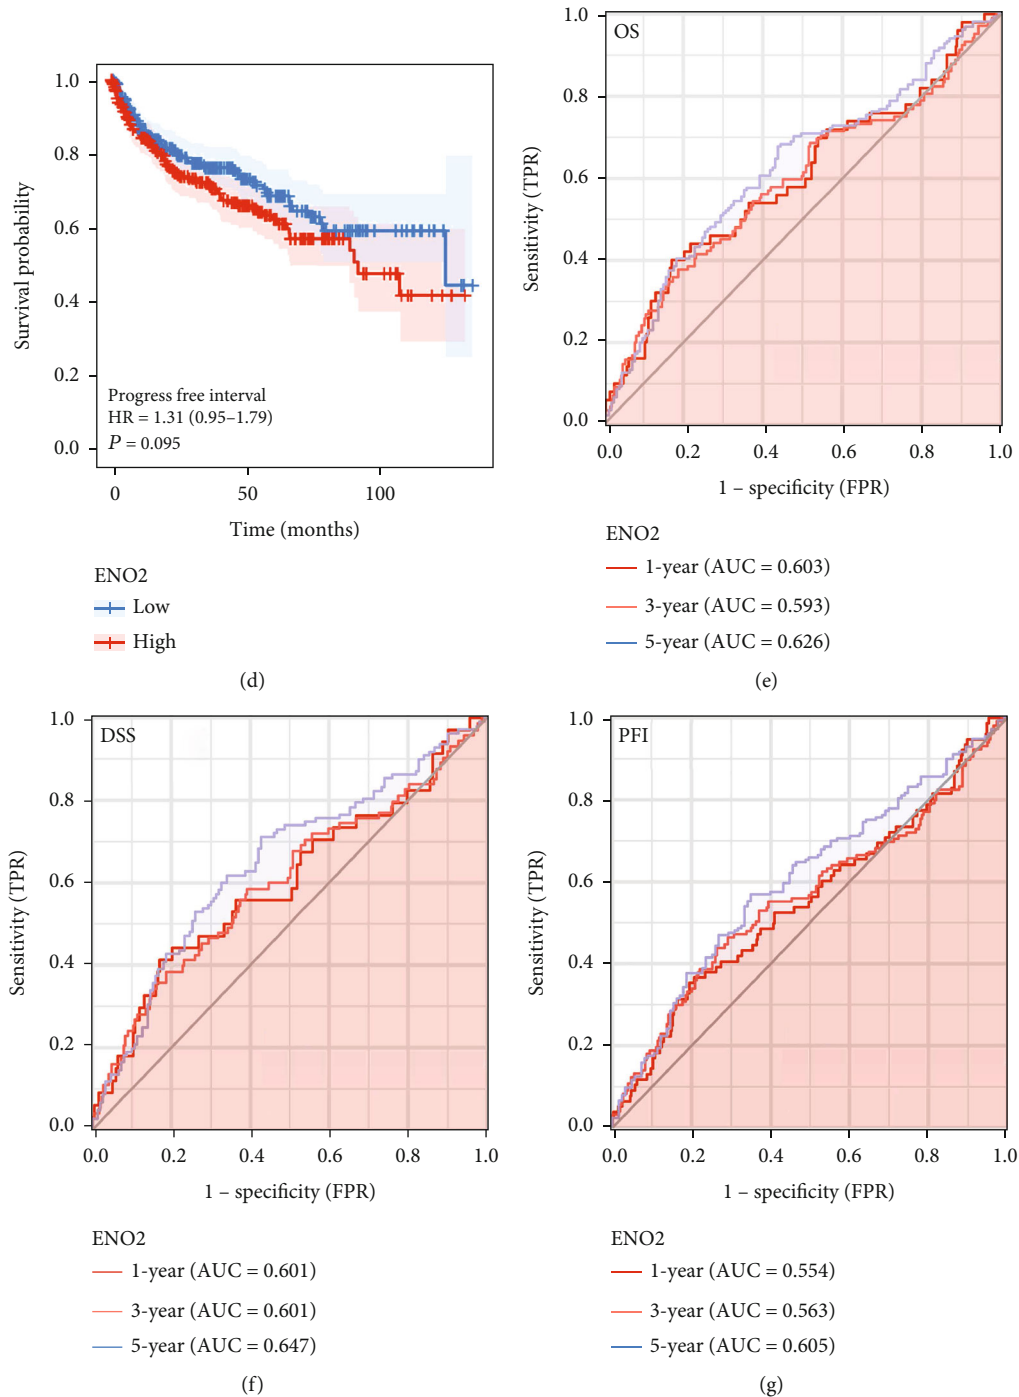 1.0
0.8
0.6
0.4
0.2
0.0
Survival probability
Progress free interval
HR = 1.31 (0.95–1.79)
P = 0.095
0
50
100
Time (months)
ENO2
Low
High
(d)
OS
1.0
0.8
0.6
0.4
0.2
0.0
Sensitivity (TPR)
0.0
0.2
0.4
0.6
0.8
1.0
1 – specificity (FPR)
ENO2
1-year (AUC = 0.603)
3-year (AUC = 0.593)
5-year (AUC = 0.626)
(e)
DSS
1.0
0.8
0.6
0.4
0.2
0.0
Sensitivity (TPR)
0.0
0.2
0.4
0.6
0.8
1.0
1 – specificity (FPR)
ENO2
1-year (AUC = 0.601)
3-year (AUC = 0.601)
5-year (AUC = 0.647)
(f)
PFI
1.0
0.8
0.6
0.4
0.2
0.0
Sensitivity (TPR)
0.0
0.2
0.4
0.6
0.8
1.0
1 – specificity (FPR)
ENO2
1-year (AUC = 0.554)
3-year (AUC = 0.563)
5-year (AUC = 0.605)
(g)